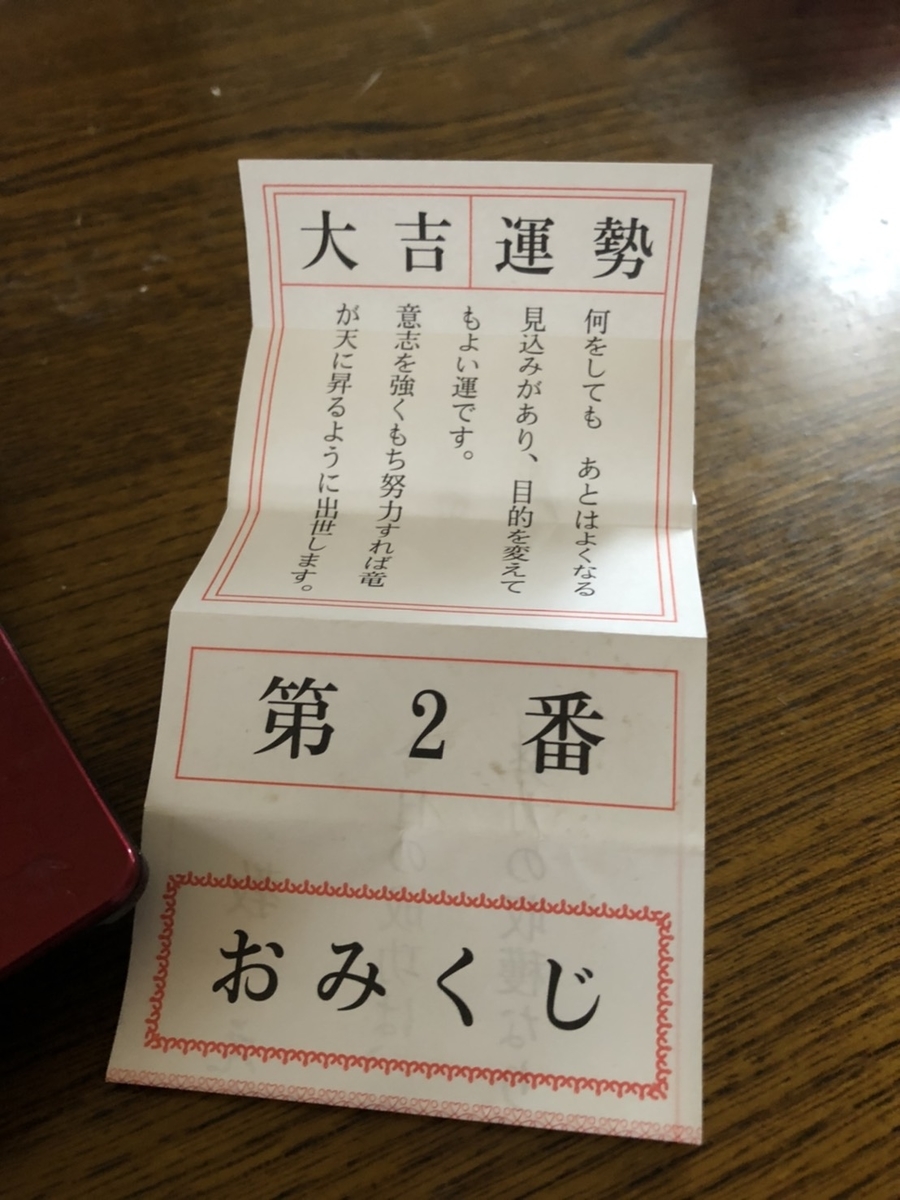 大吉 運勢
何をしても あとはよくなる
見込みがあり、目的を変えて
もよい運です。
意志を強くもち努力すれば竜
が天に昇るように出世します。
第2番
おみくじ